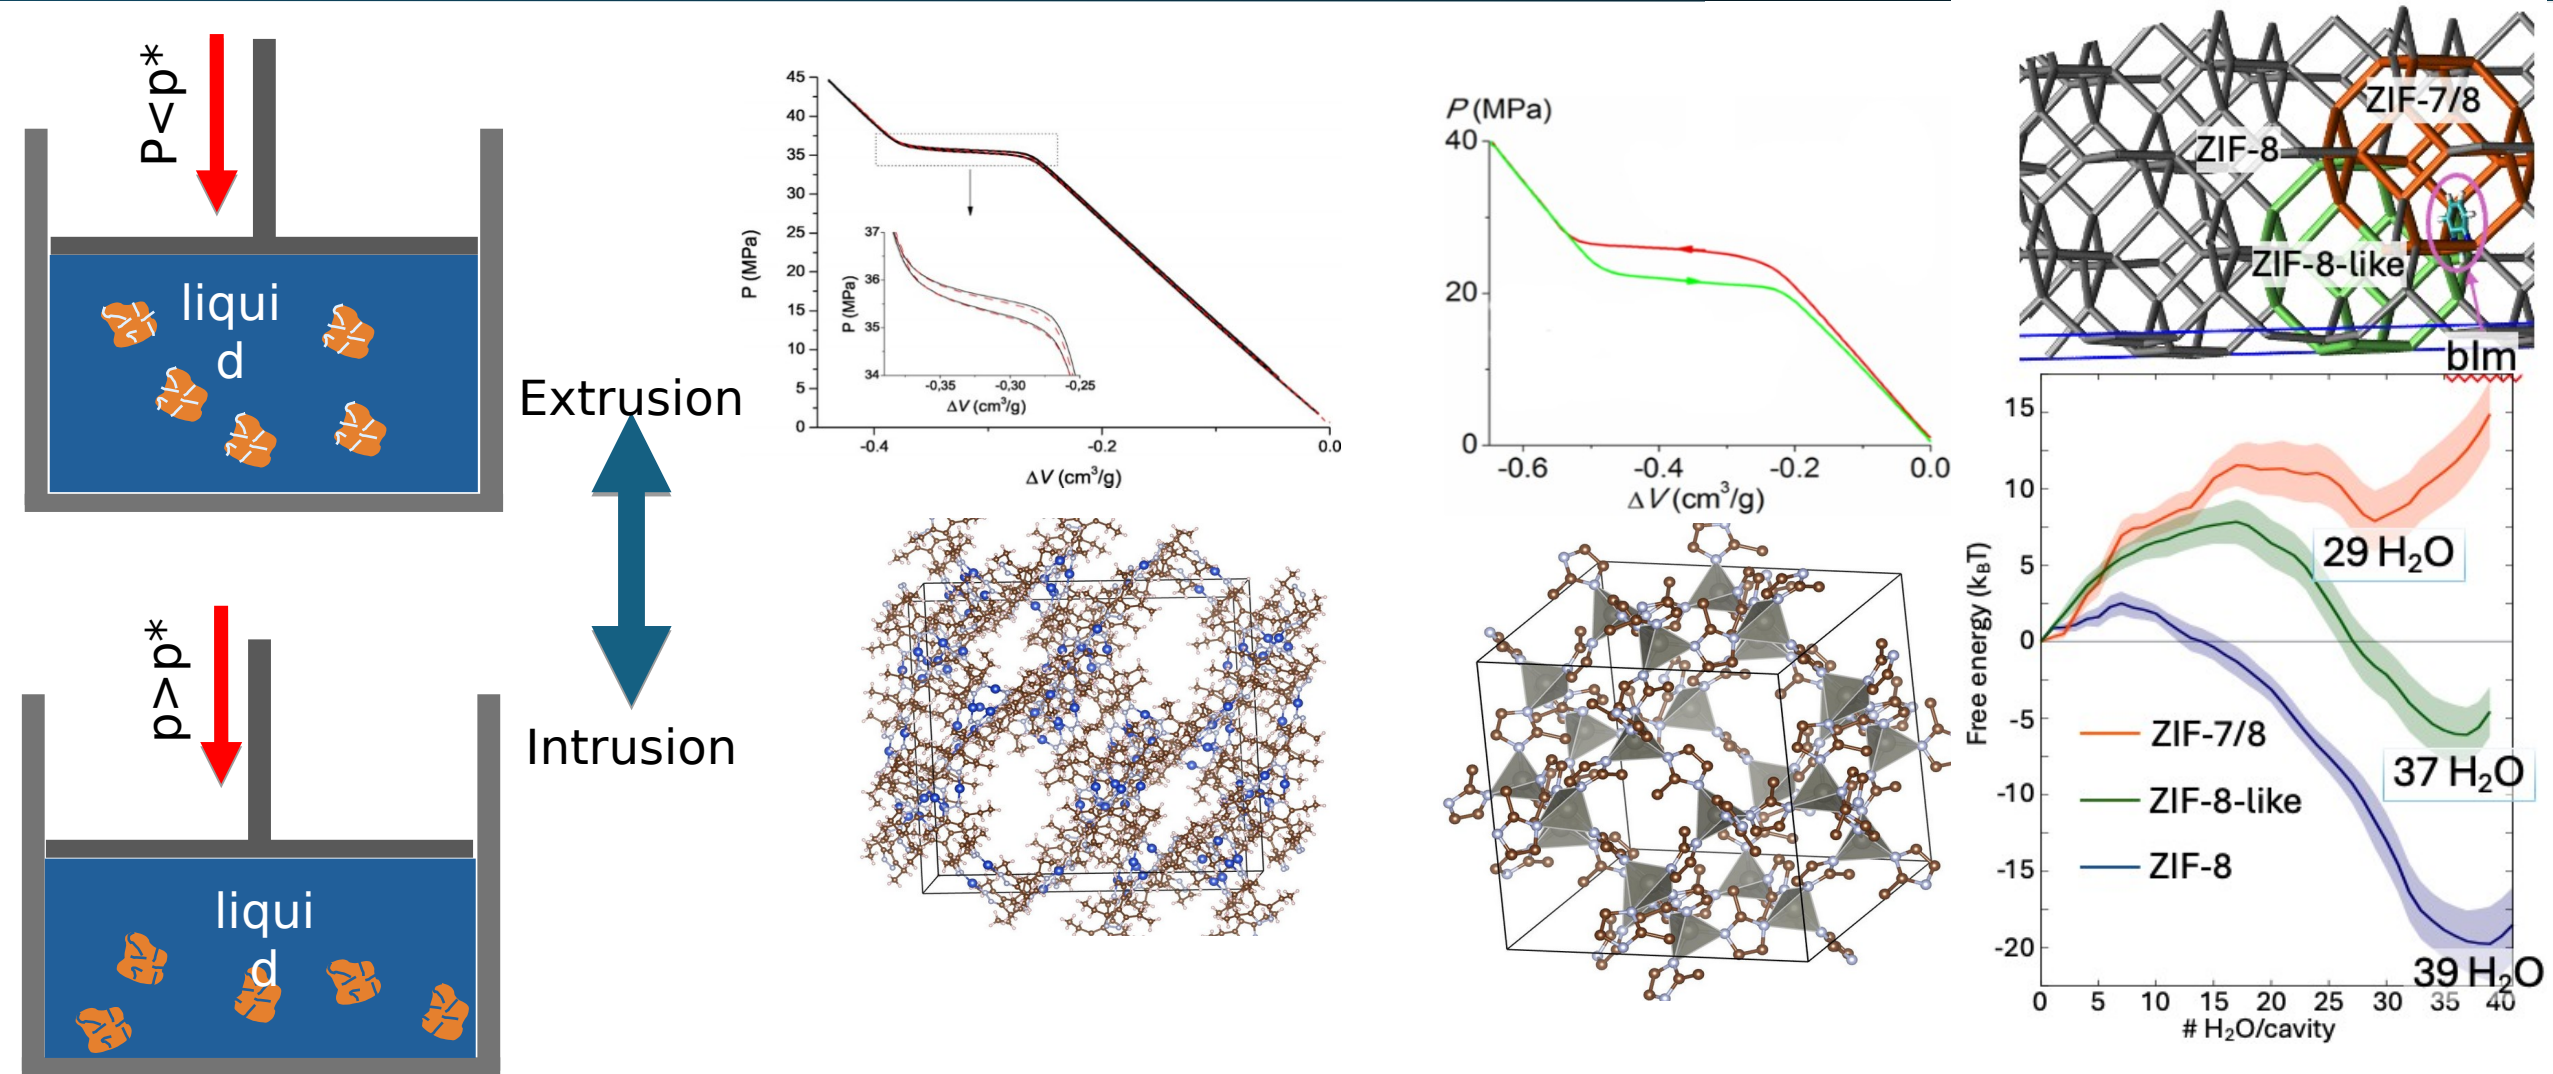 P<p*
liqui
d
Extrusion
Intrusion
p>p*
liqui
d
45
40
35
30
25
20
15
10
5
0
P (MPa)
-0.4
-0.2
0.0
ΔV (cm³/g)
37
36
35
34
P (MPa)
-0,35
-0,30
-0,25
ΔV (cm³/g)
P (MPa)
40
20
0
-0.6
-0.4
-0.2
0.0
ΔV (cm³/g)
ZIF-7/8
ZIF-8
ZIF-8-like
bIm
15
10
5
0
-5
-10
-15
-20
Free energy (k_BT)
29 H₂O
37 H₂O
39 H₂O
ZIF-7/8
ZIF-8-like
ZIF-8
0 5 10 15 20 25 30 35 40
# H₂O/cavity